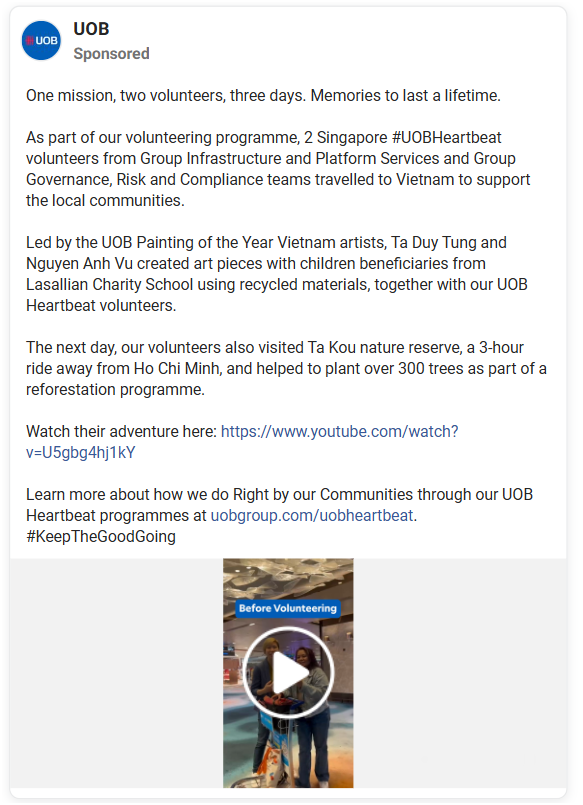 UOB
UOB
Sponsored
One mission, two volunteers, three days. Memories to last a lifetime.
As part of our volunteering programme, 2 Singapore #UOBHeartbeat
volunteers from Group Infrastructure and Platform Services and Group
Governance, Risk and Compliance teams travelled to Vietnam to support
the local communities.
Led by the UOB Painting of the Year Vietnam artists, Ta Duy Tung and
Nguyen Anh Vu created art pieces with children beneficiaries from
Lasallian Charity School using recycled materials, together with our UOB
Heartbeat volunteers.
The next day, our volunteers also visited Ta Kou nature reserve, a 3-hour
ride away from Ho Chi Minh, and helped to plant over 300 trees as part of a
reforestation programme.
Watch their adventure here: https://www.youtube.com/watch?
v=U5gbg4hj1kY
Learn more about how we do Right by our Communities through our UOB
Heartbeat programmes at uobgroup.com/uobheartbeat.
#KeepTheGoodGoing
Before Volunteering